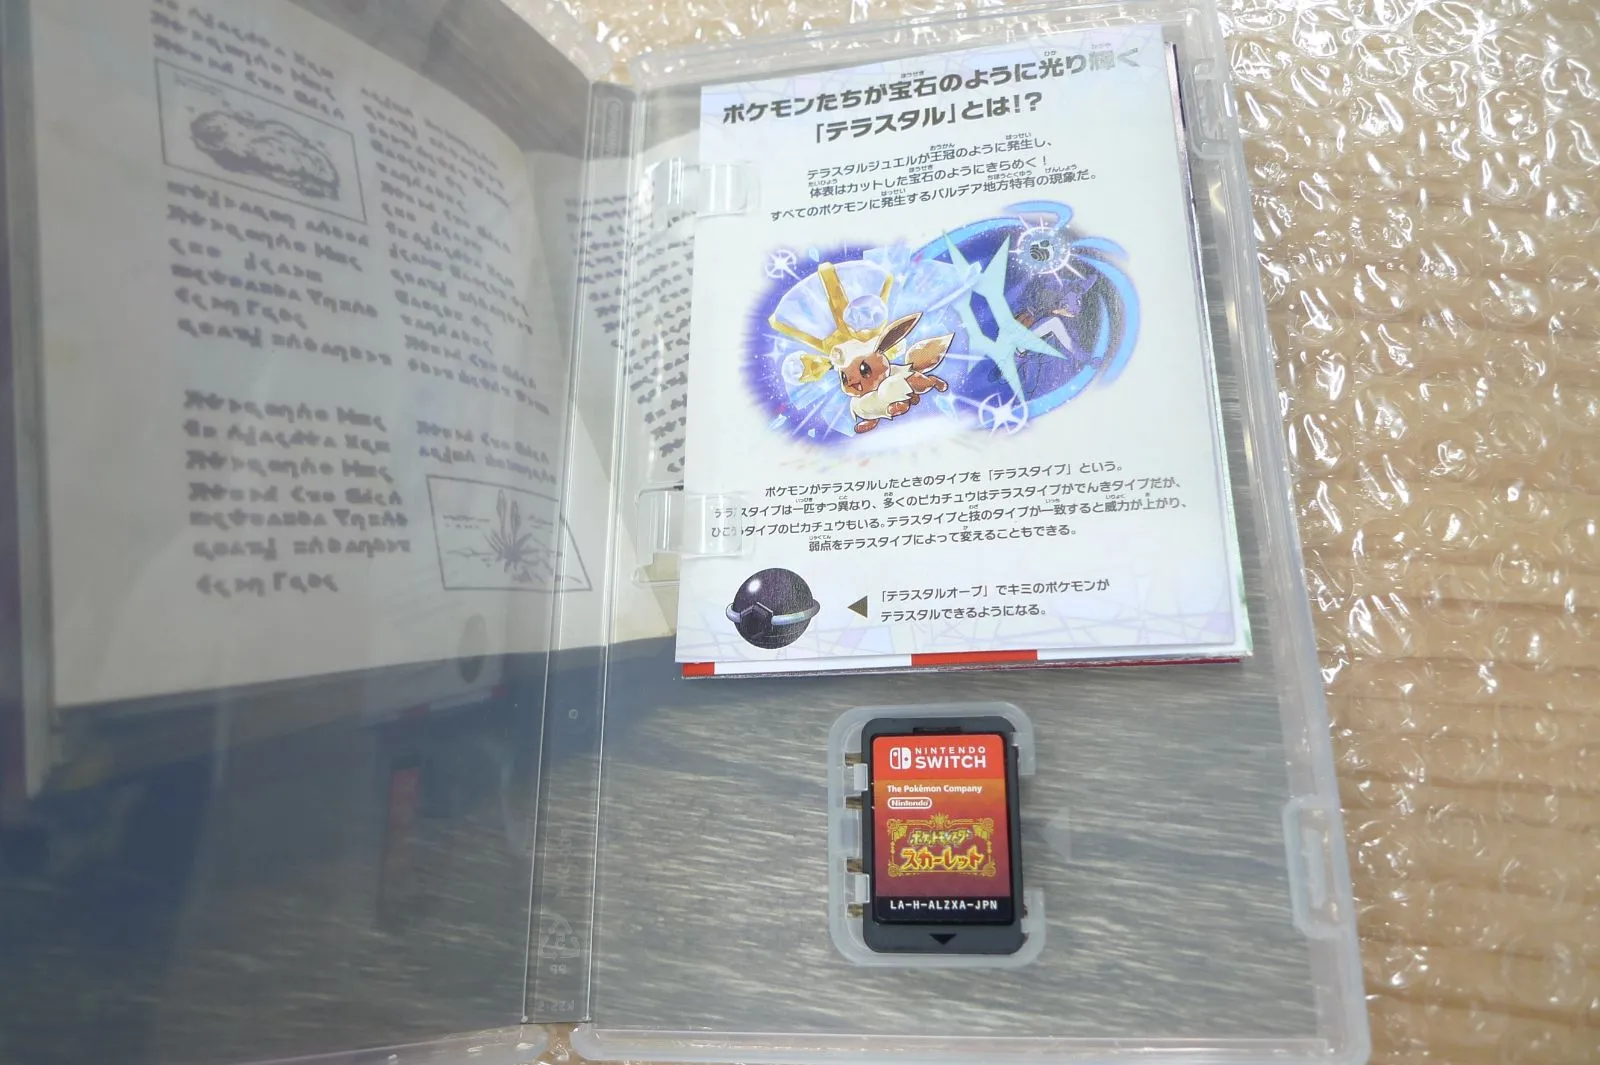 ポケモンたちが宝石のように光り輝く
「テラスタル」とは!?
テラスタルジュエルが王冠のように発生し、
体表はカットした宝石のようにきらめく！
すべてのポケモンに発生するパルデア地方特有の現象だ。
ポケモンがテラスタルしたときのタイプを「テラスタイプ」という。
テラスタイプは一匹ずつ異なり、多くのピカチュウはテラスタイプがでんきタイプだが、
ひこうタイプのピカチュウもいる。テラスタイプと技のタイプが一致すると威力が上がり、
弱点をテラスタイプによって変えることもできる。
「テラスタルオーブ」でキミのポケモンが
テラスタルできるようになる。
NINTENDO
SWITCH
The Pokémon Company
Nintendo
ポケットモンスター
スカーレット
LA-H-ALZXA-JPN